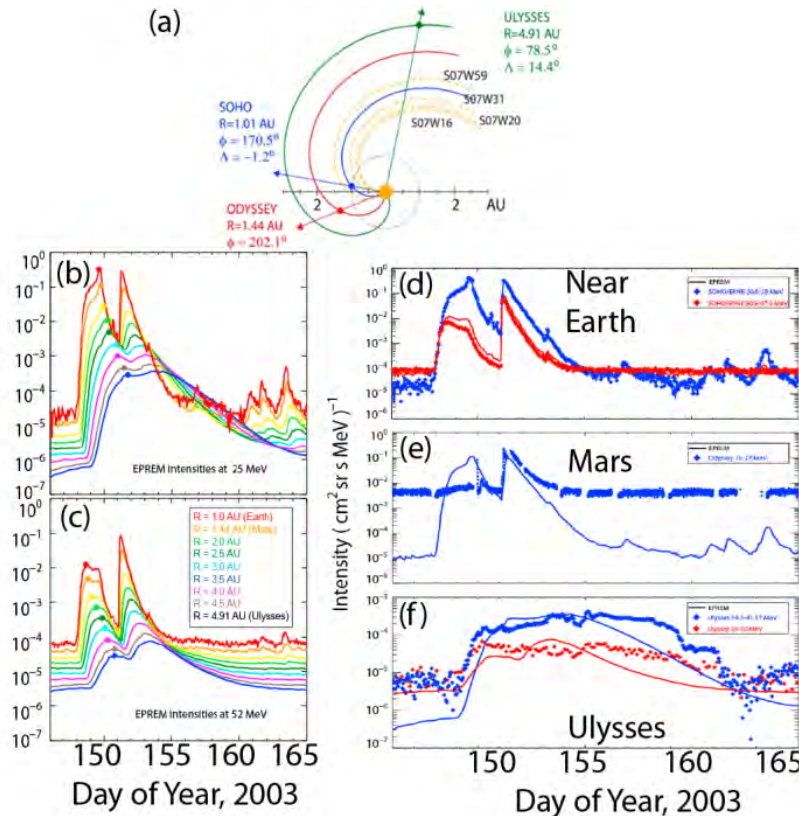 (a)
ULYSSES
R=4.91 AU
ϕ = 78.5°
Λ = 14.4°
S07W59
S07W31
S07W16
S07W20
SOHO
R=1.01 AU
ϕ = 170.5°
Λ = −1.2°
2
2
AU
ODYSSEY
R=1.44 AU
ϕ = 202.1°
(b)
10⁰
10⁻¹
10⁻²
10⁻³
10⁻⁴
10⁻⁵
10⁻⁶
10⁻⁷
EPREM Intensities at 25 MeV
(c)
10⁰
10⁻¹
10⁻²
10⁻³
10⁻⁴
10⁻⁵
10⁻⁶
10⁻⁷
R = 1.0 AU (Earth)
R = 1.44 AU (Mars)
R = 2.0 AU
R = 2.5 AU
R = 3.0 AU
R = 3.5 AU
R = 4.0 AU
R = 4.5 AU
R = 4.91 AU (Ulysses)
EPREM Intensities at 52 MeV
150
155
160
165
Day of Year, 2003
Intensity ( cm² sr s MeV )⁻¹
(d)
Near
Earth
EPREM
10⁰
10⁻¹
10⁻²
10⁻³
10⁻⁴
10⁻⁵
10⁻⁶
(e)
Mars
EPREM
10⁰
10⁻¹
10⁻²
10⁻³
10⁻⁴
10⁻⁵
10⁻⁶
(f)
Ulysses
EPREM
10⁻³
10⁻⁴
10⁻⁵
10⁻⁶
10⁻⁷
150
155
160
165
Day of Year, 2003